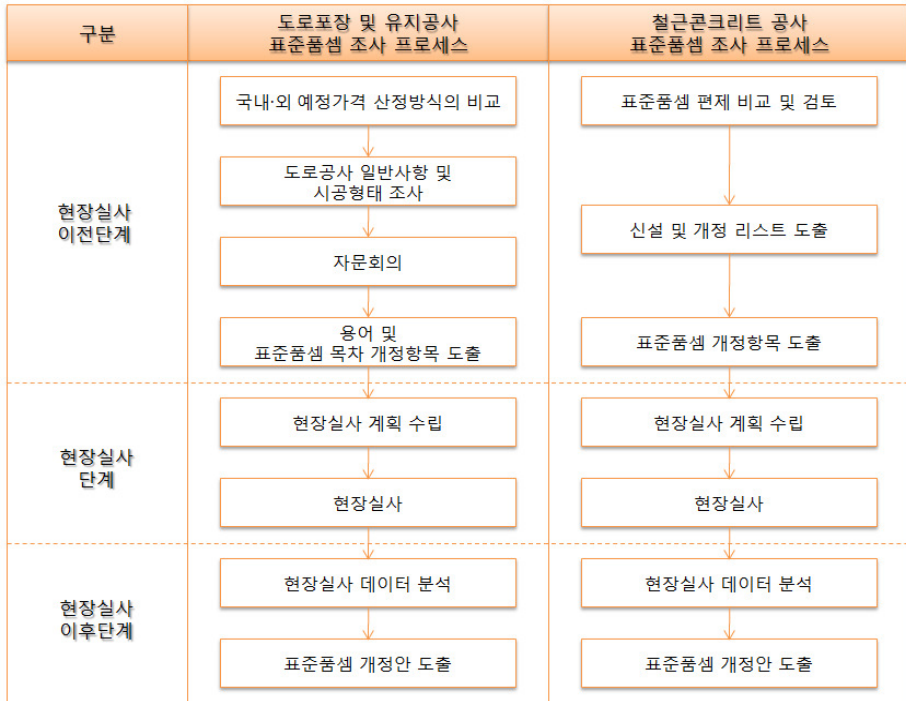 구분
도로포장 및 유지공사
표준품셈 조사 프로세스
철근콘크리트 공사
표준품셈 조사 프로세스
현장실사
이전단계
국내·외 예정가격 산정방식의 비교
도로공사 일반사항 및
시공형태 조사
자문회의
용어 및
표준품셈 목차 개정항목 도출
표준품셈 편제 비교 및 검토
신설 및 개정 리스트 도출
표준품셈 개정항목 도출
현장실사
단계
현장실사 계획 수립
현장실사
현장실사 계획 수립
현장실사
현장실사
이후단계
현장실사 데이터 분석
표준품셈 개정안 도출
현장실사 데이터 분석
표준품셈 개정안 도출